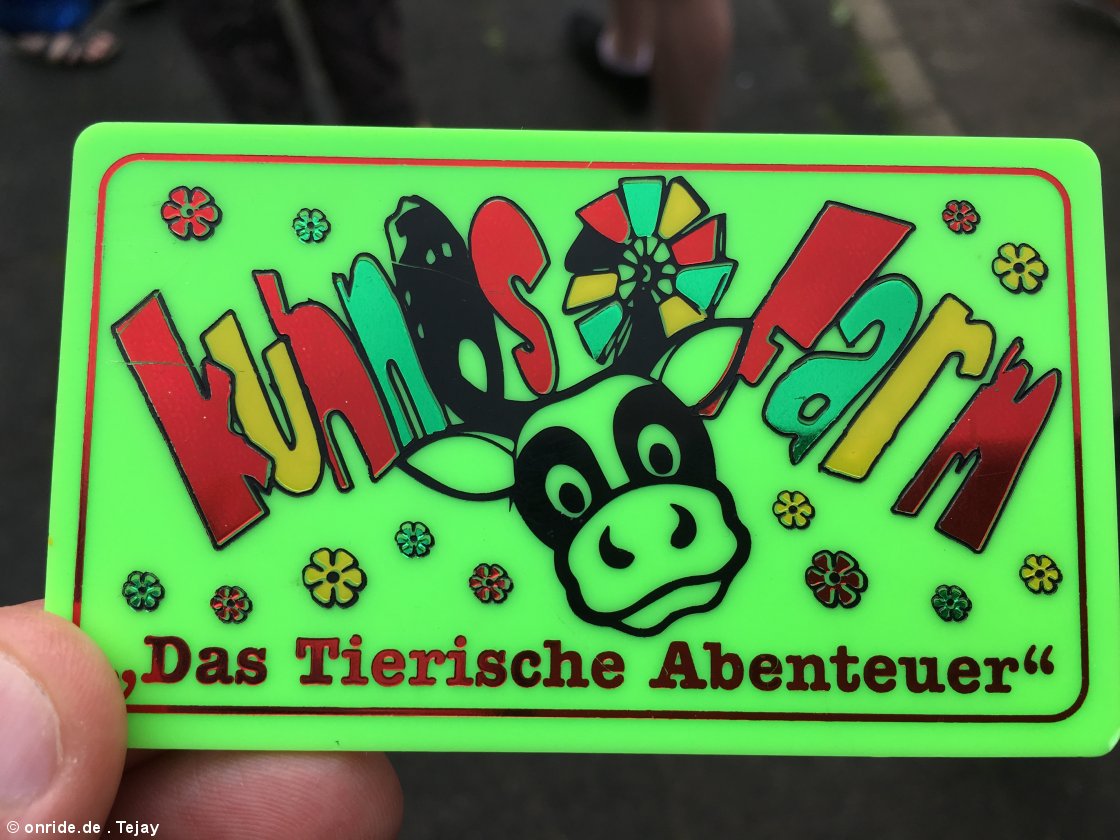 kuhnos farm
„Das Tierische Abenteuer“
© onride.de . Tejay